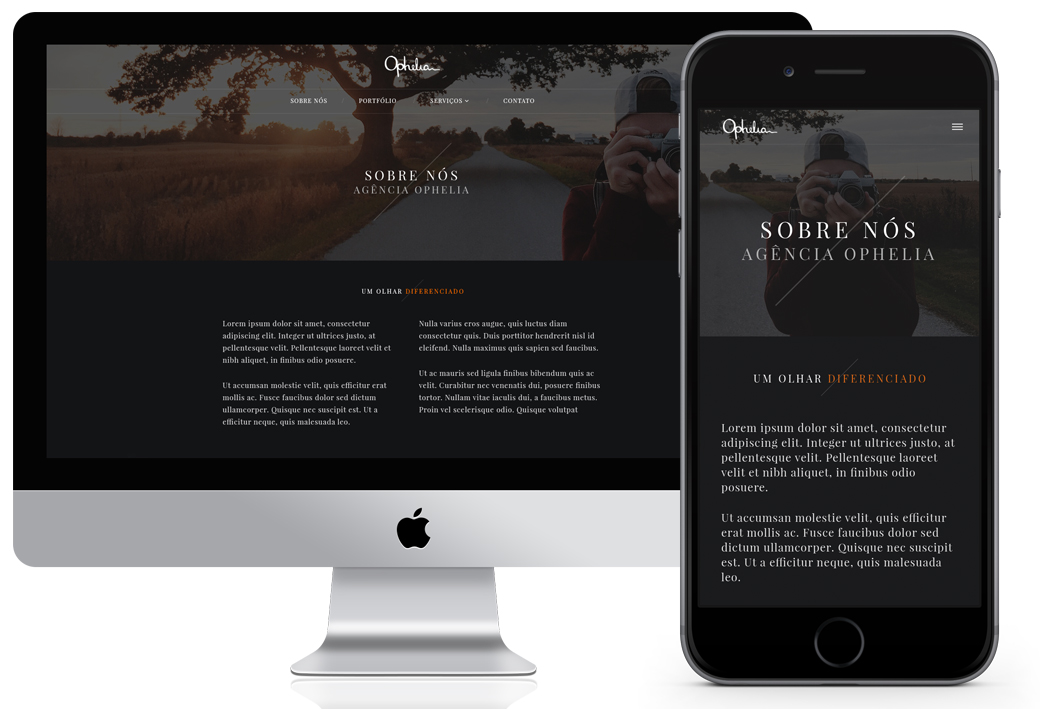 Ophelia
SOBRE NÓS
PORTFÓLIO
SERVIÇOS
CONTATO
SOBRE NÓS
AGÊNCIA OPHELIA
UM OLHAR DIFERENCIADO
Lorem ipsum dolor sit amet, consectetur
adipiscing elit. Integer ut ultrices justo, at
pellentesque velit. Pellentesque laoreet velit et
nibh aliquet, in finibus odio posuere.
Ut accumsan molestie velit, quis efficitur erat
mollis ac. Fusce faucibus dolor sed dictum
ullamcorper. Quisque nec suscipit est. Ut a
efficitur neque, quis malesuada leo.
Nulla varius eros augue, quis luctus diam
consectetur quis. Duis porttitor hendrerit nisl id
eleifend. Nulla maximus quis sapien sed faucibus.
Ut ac mauris sed ligula finibus bibendum quis ac
velit. Curabitur nec venenatis dui, posuere finibus
tortor. Nullam vitae iaculis dui, a faucibus metus.
Proin vel scelerisque odio. Quisque volutpat
Ophelia
SOBRE NÓS
AGÊNCIA OPHELIA
UM OLHAR DIFERENCIADO
Lorem ipsum dolor sit amet, consectetur
adipiscing elit. Integer ut ultrices justo, at
pellentesque velit. Pellentesque laoreet
velit et nibh aliquet, in finibus odio
posuere.
Ut accumsan molestie velit, quis efficitur
erat mollis ac. Fusce faucibus dolor sed
dictum ullamcorper. Quisque nec suscipit
est. Ut a efficitur neque, quis malesuada
leo.